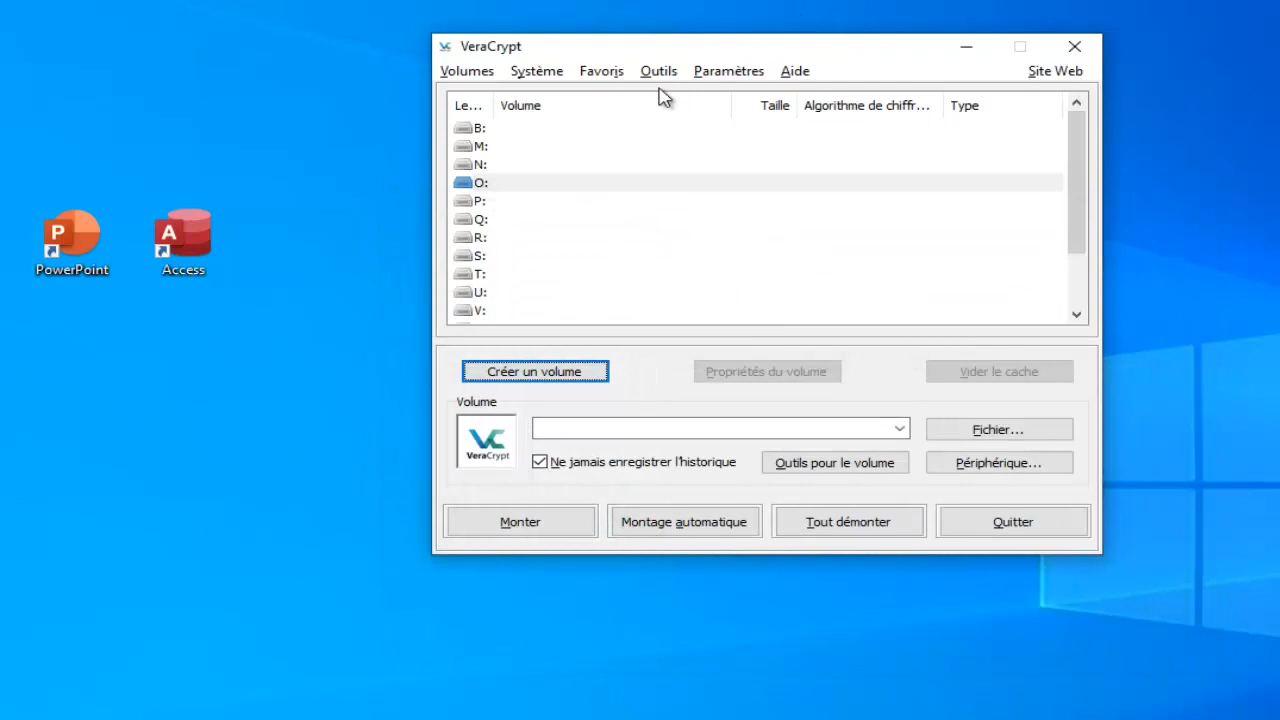 VeraCrypt
Volumes Système Favoris Outils Paramètres Aide Site Web
Le... Volume Taille Algorithme de chiffr... Type
B:
M:
N:
O:
P:
Q:
R:
S:
T:
U:
V:
PowerPoint Access
Créer un volume Propriétés du volume Vider le cache
Volume
VeraCrypt
Fichier...
Ne jamais enregistrer l'historique Outils pour le volume Périphérique...
Monter Montage automatique Tout démonter Quitter